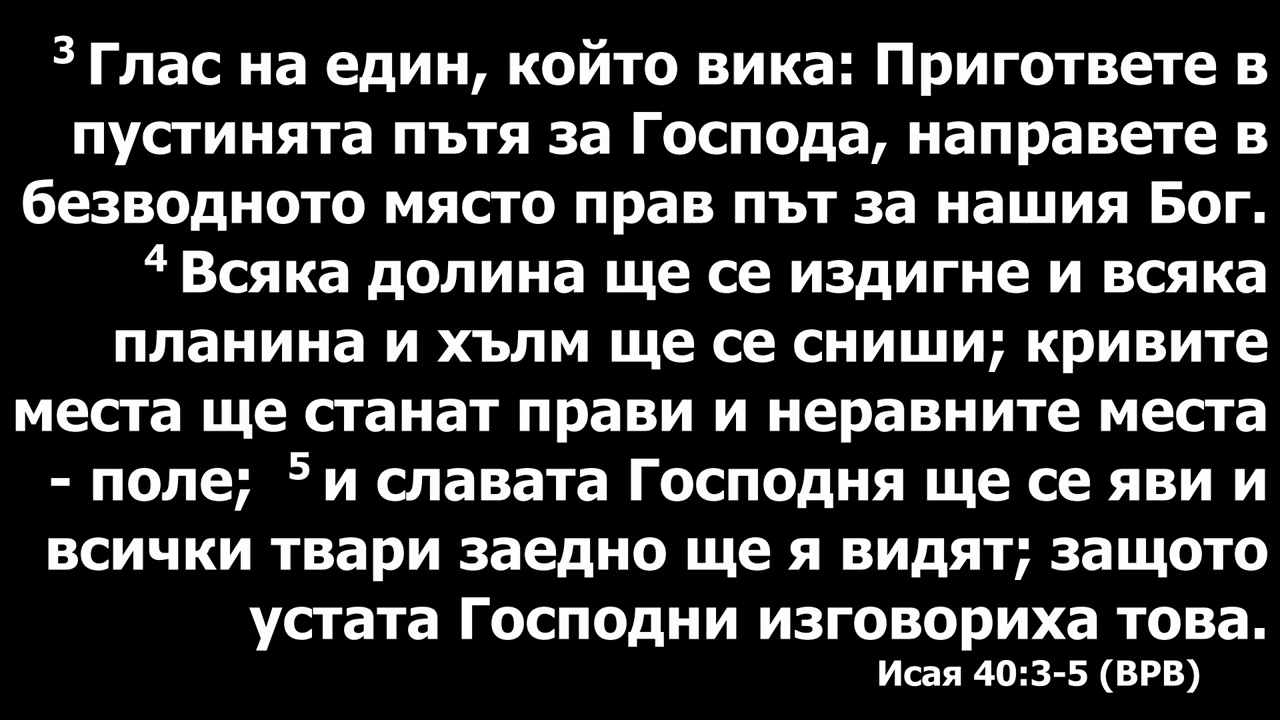 3 Глас на един, който вика: Пригответе в
пустинята пътя за Господа, направете в
безводното място прав път за нашия Бог.
4 Всяка долина ще се издигне и всяка
планина и хълм ще се сниши; кривите
места ще станат прави и неравните места
- поле; 5 и славата Господня ще се яви и
всички твари заедно ще я видят; защото
устата Господни изговориха това.
Исая 40:3-5 (ВРВ)